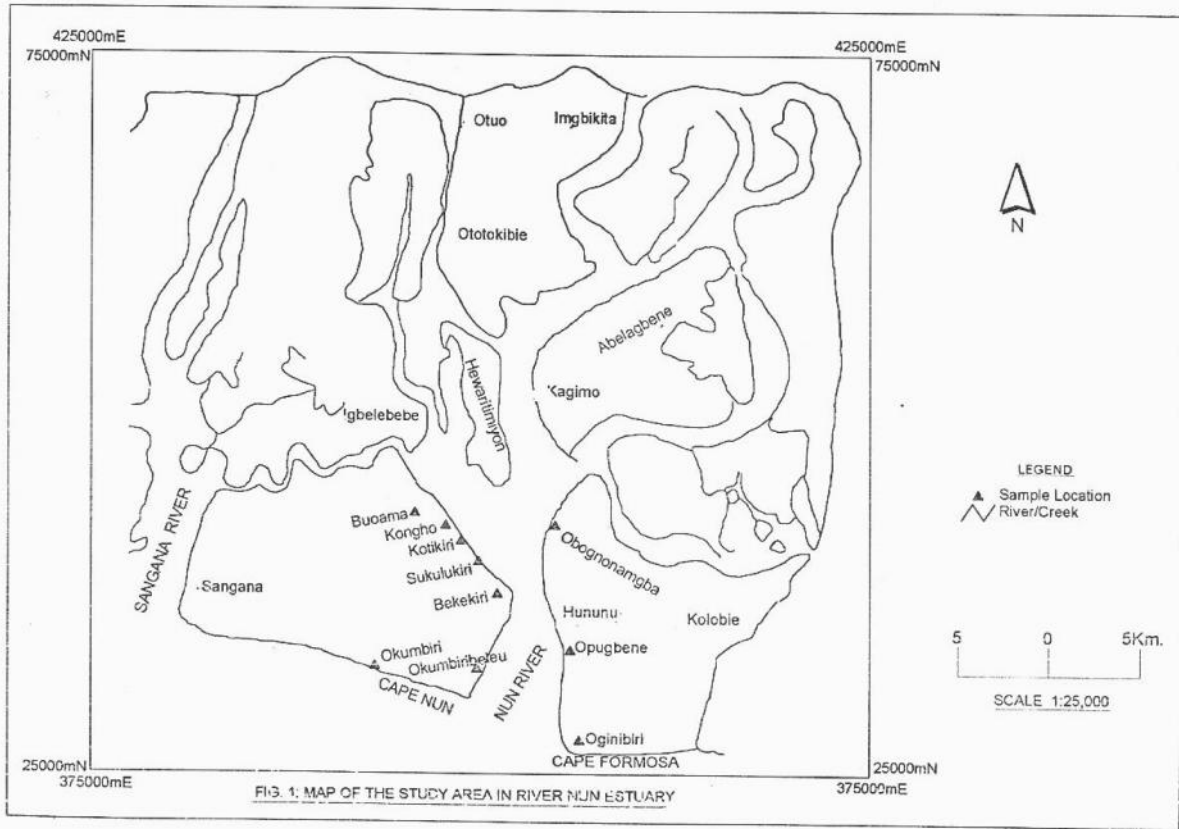 425000mE
75000mN
425000mE
75000mN
Otuo
Imgbikita
Ototokibie
N
Abelagbene
Hewaritimiyon
Kagimo
gbelebebe
LEGEND
Sample Location
River/Creek
Buoama
Kongho
Kotikiri
Sukulukiri
Bekekiri
Obognonamgba
SANGANA RIVER
Sangana
Hununu
Kolobie
Opugbene
Okumbiri
Okumbiribeleu
CAPE NUN
NUN RIVER
5 0 5Km.
SCALE 1:25,000
Oginibiri
CAPE FORMOSA
25000mN
375000mE
25000mN
375000mE
FIG. 1: MAP OF THE STUDY AREA IN RIVER NUN ESTUARY